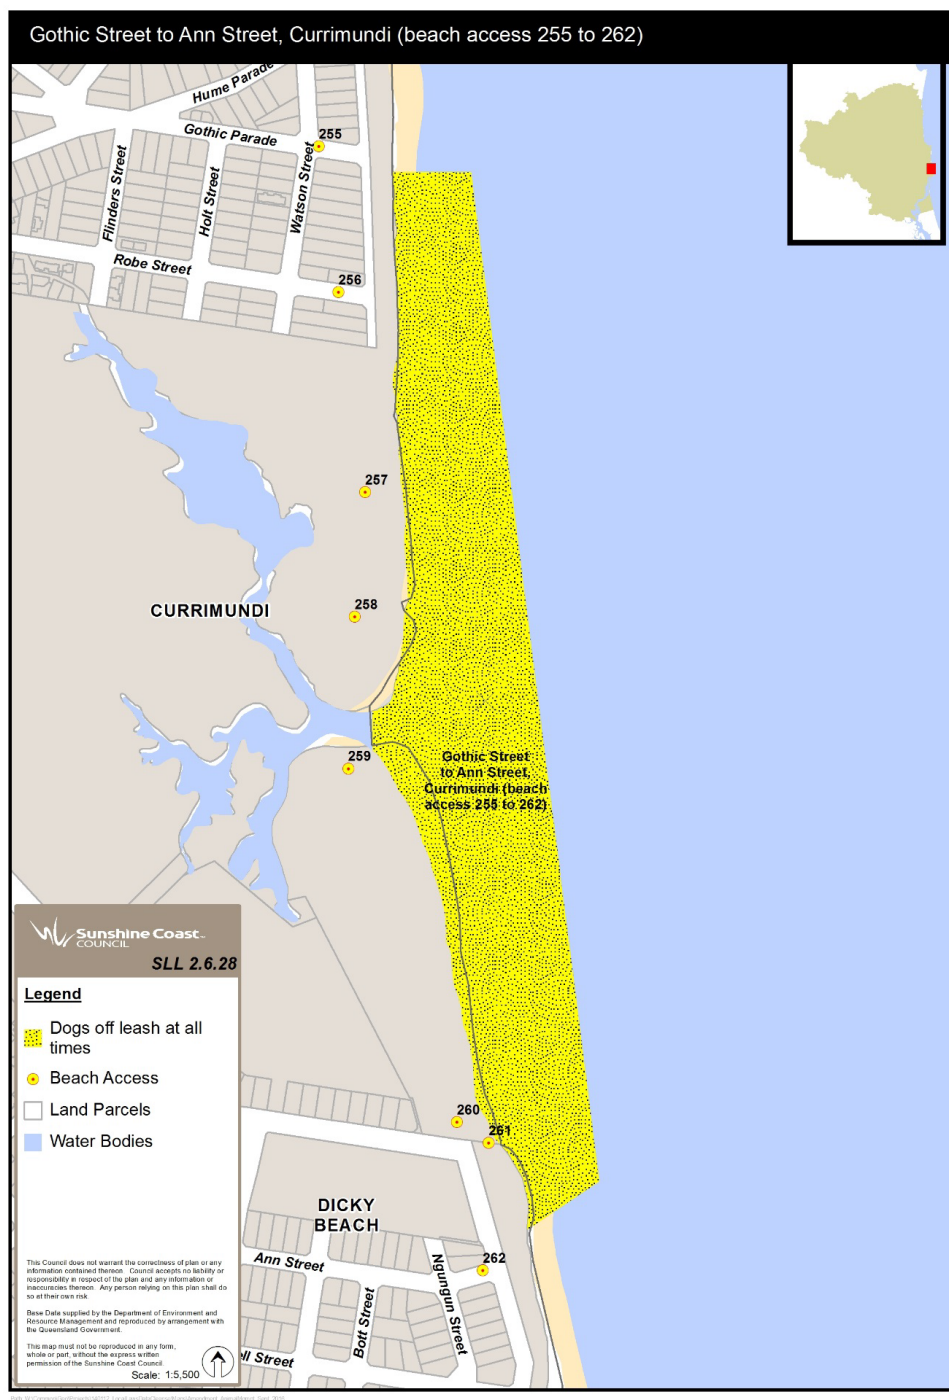 Gothic Street to Ann Street, Currimundi (beach access 255 to 262)
Hume Parade
Gothic Parade
255
Flinders Street
Holt Street
Watson Street
Robe Street
256
257
258
CURRIMUNDI
259
Gothic Street
to Ann Street,
Currimundi (beach
access 255 to 262)
Sunshine Coast
COUNCIL
SLL 2.6.28
Legend
Dogs off leash at all
times
Beach Access
Land Parcels
Water Bodies
260
261
DICKY
BEACH
Ann Street
262
Ngungun Street
Bott Street
ell Street
This Council does not warrant the correctness of plan or any
information contained thereon. Council accepts no liability or
responsibility in respect of the plan and any information or
inaccuracies thereon. Any person relying on this plan shall do
so at their own risk.
Base Data supplied by the Department of Environment and
Resource Management and reproduced by arrangement with
the Queensland Government.
This map must not be reproduced in any form,
whole or part, without the express written
permission of the Sunshine Coast Council.
Scale: 1:5,500